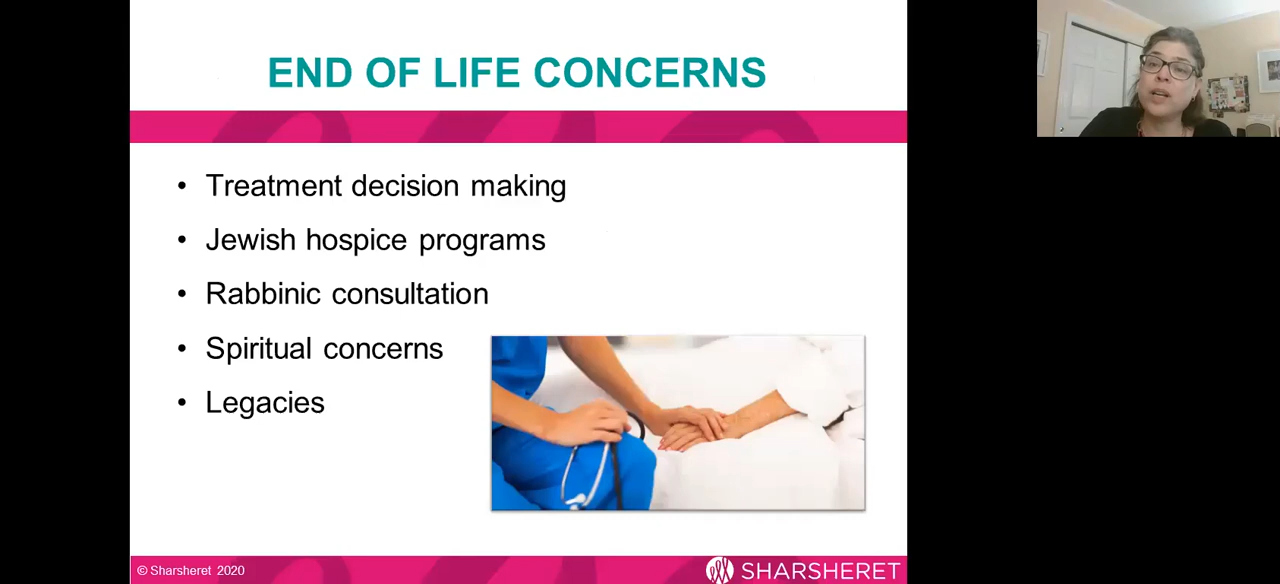 END OF LIFE CONCERNS
• Treatment decision making
• Jewish hospice programs
• Rabbinic consultation
• Spiritual concerns
• Legacies
© Sharsheret 2020
SHARSHERET